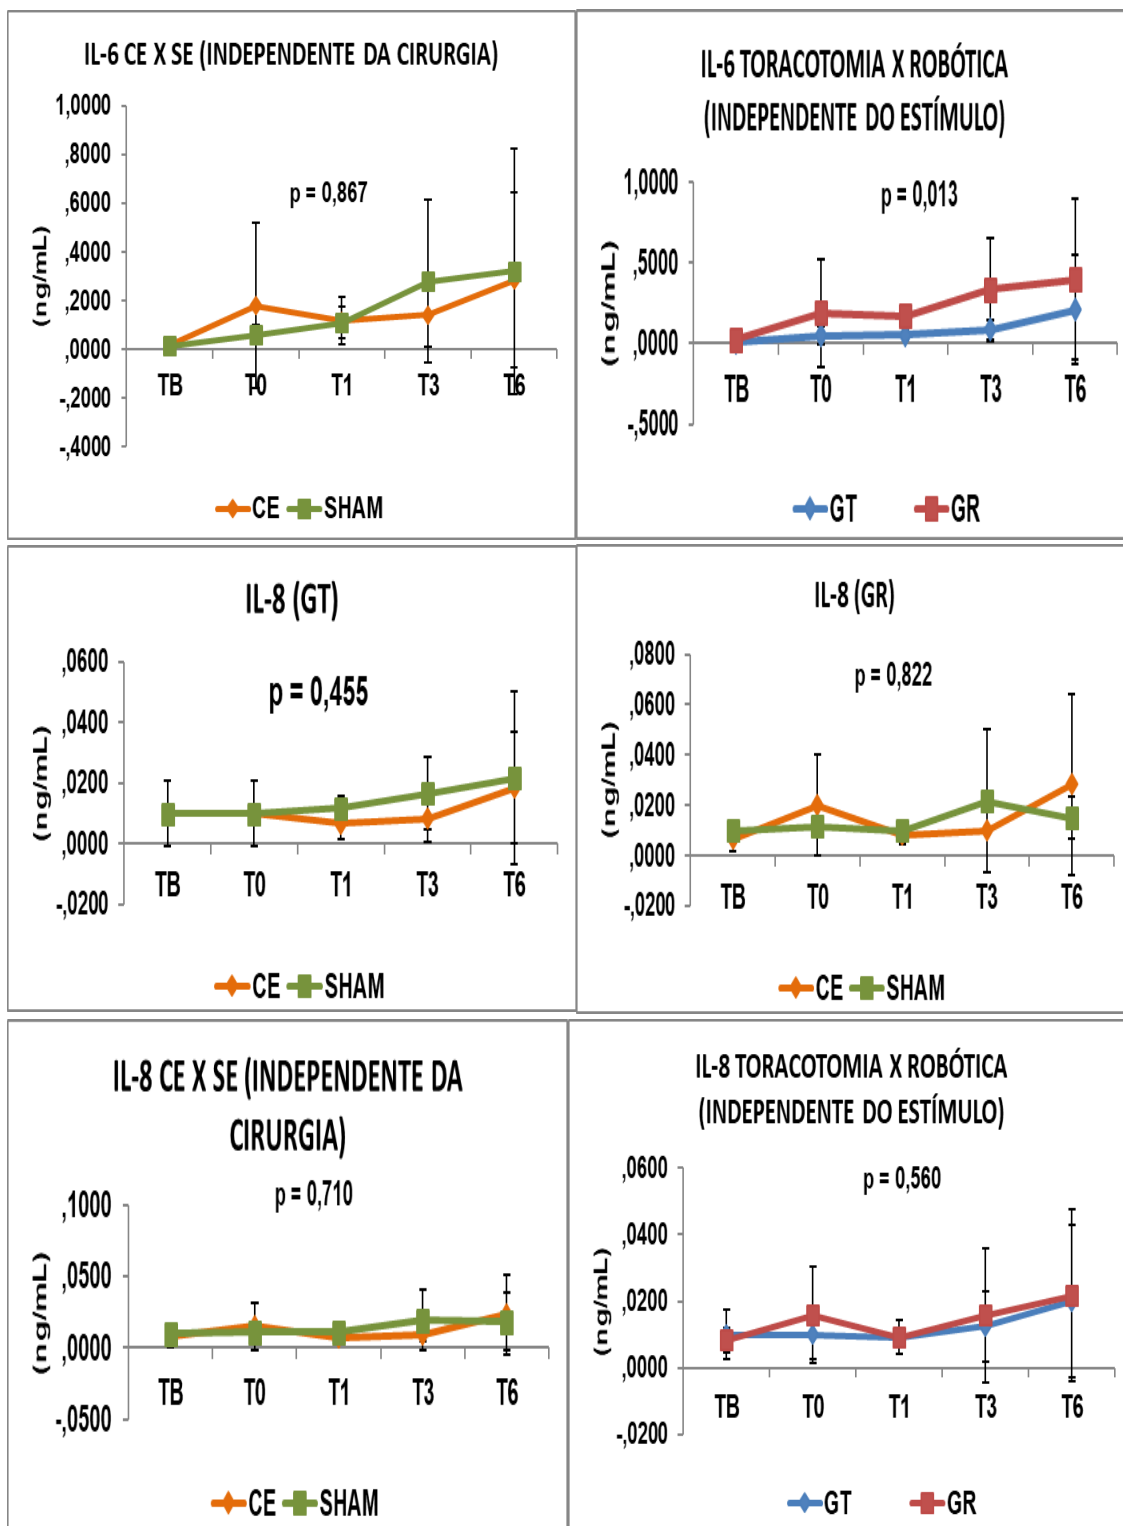 IL-6 CE X SE (INDEPENDENTE DA CIRURGIA)
p = 0,867
(ng/mL)
1,0000
,8000
,6000
,4000
,2000
,0000
-,2000
-,4000
TB T0 T1 T3 T6
CE SHAM
IL-6 TORACOTOMIA X ROBÓTICA
(INDEPENDENTE DO ESTÍMULO)
p = 0,013
(ng/mL)
1,0000
,5000
,0000
-,5000
TB T0 T1 T3 T6
GT GR
IL-8 (GT)
p = 0,455
(ng/mL)
,0600
,0400
,0200
,0000
-,0200
TB T0 T1 T3 T6
CE SHAM
IL-8 (GR)
p = 0,822
(ng/mL)
,0800
,0600
,0400
,0200
,0000
-,0200
TB T0 T1 T3 T6
CE SHAM
IL-8 CE X SE (INDEPENDENTE DA
CIRURGIA)
p = 0,710
(ng/mL)
,1000
,0500
,0000
-,0500
TB T0 T1 T3 T6
CE SHAM
IL-8 TORACOTOMIA X ROBÓTICA
(INDEPENDENTE DO ESTÍMULO)
p = 0,560
(ng/mL)
,0600
,0400
,0200
,0000
-,0200
TB T0 T1 T3 T6
GT GR